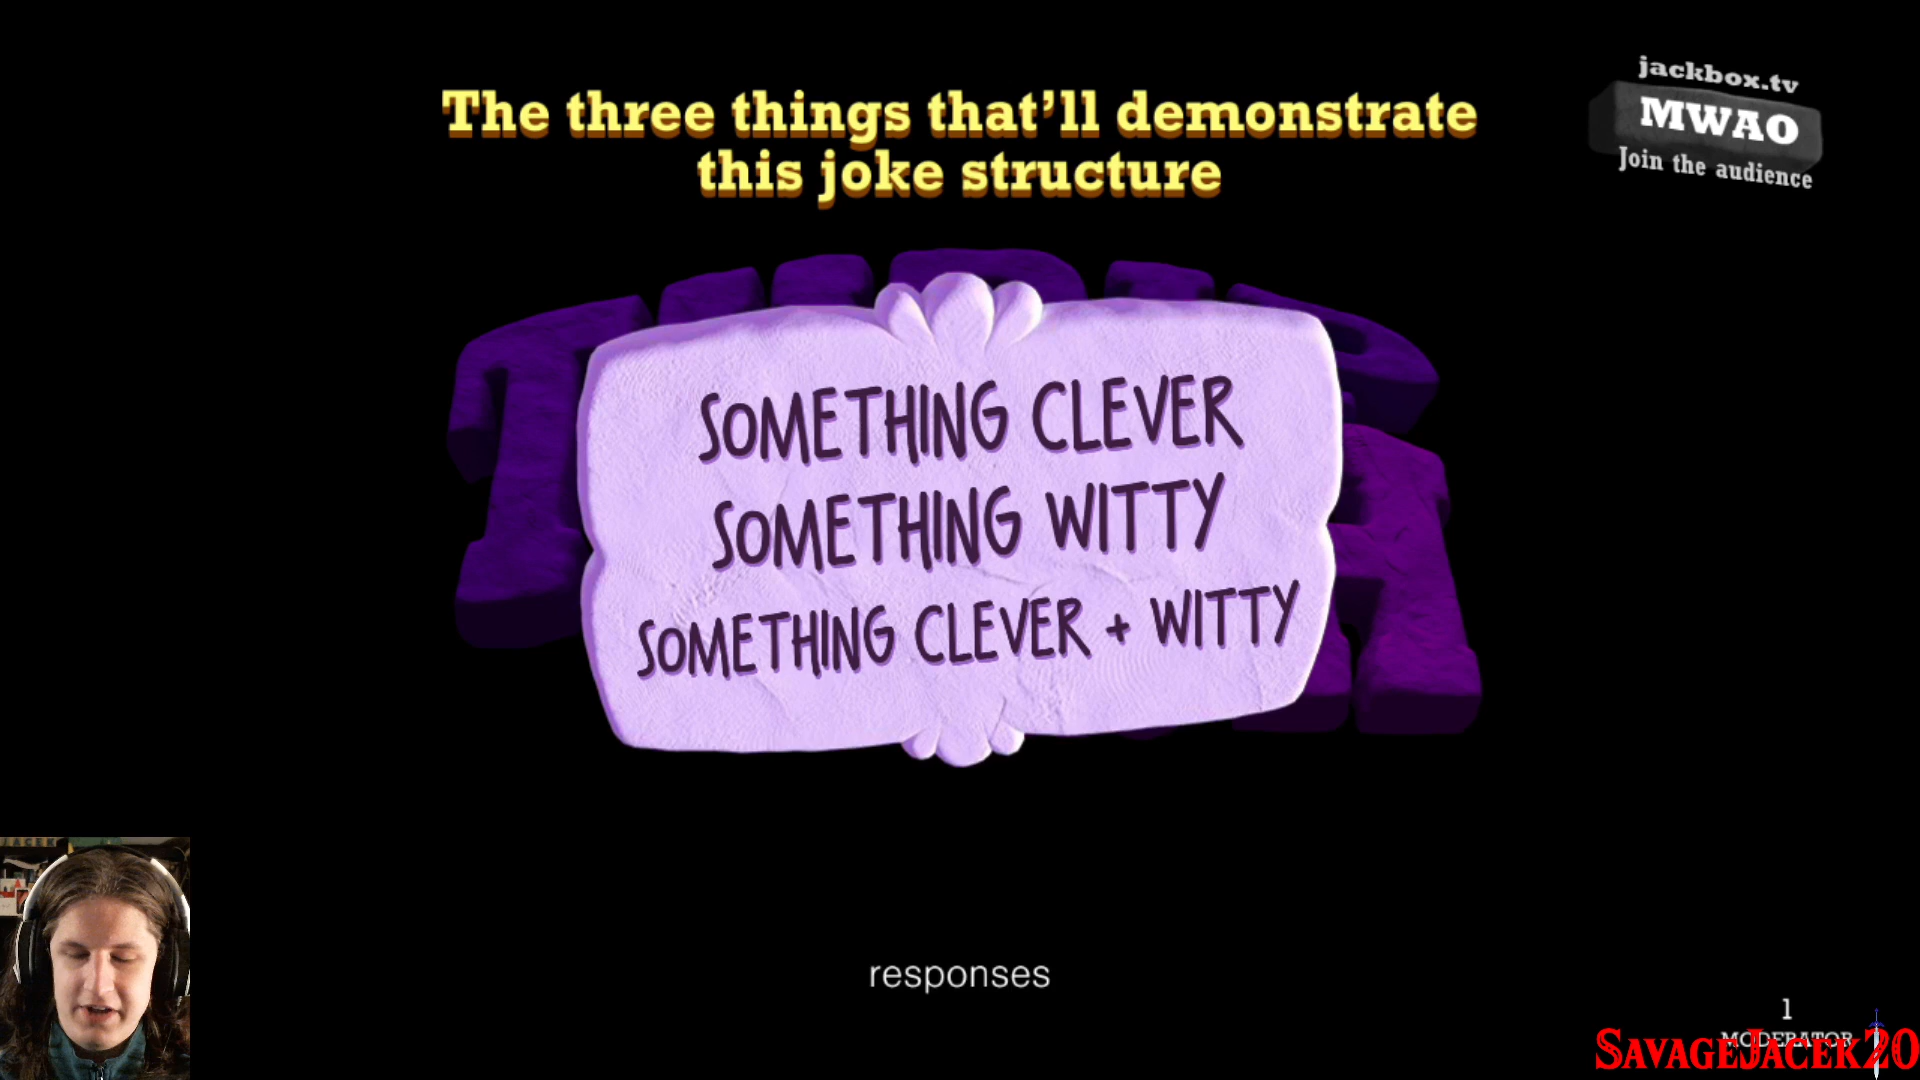 The three things that'll demonstrate
this joke structure
jackbox.tv
MWAO
Join the audience
SOMETHING CLEVER
SOMETHING WITTY
SOMETHING CLEVER + WITTY
responses
1
MODERATOR
SAVAGEJACEK20